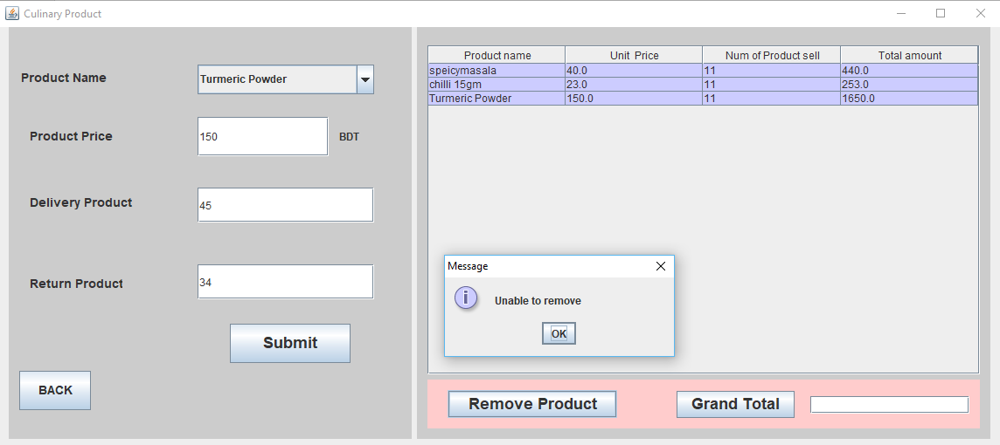 Culinary Product
Product Name
Turmeric Powder
Product Price
150
BDT
Delivery Product
45
Return Product
34
Submit
BACK
Product name Unit Price Num of Product sell Total amount
speicymasala 40.0 11 440.0
chilli 15gm 23.0 11 253.0
Turmeric Powder 150.0 11 1650.0
Message
i
Unable to remove
OK
Remove Product
Grand Total